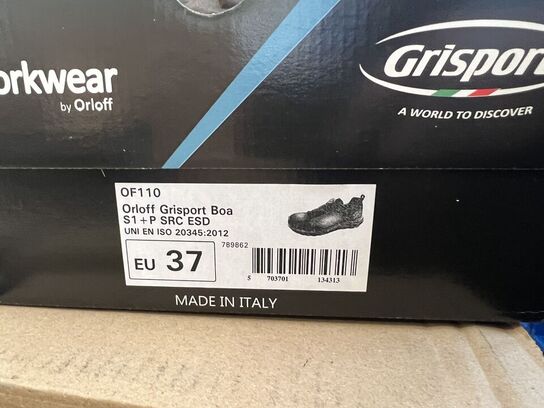 orkwear
by Orloff
Grisport
A WORLD TO DISCOVER
OF110
Orloff Grisport Boa
S1+P SRC ESD
UNI EN ISO 20345:2012
789862
EU 37
5 703701 134313
MADE IN ITALY